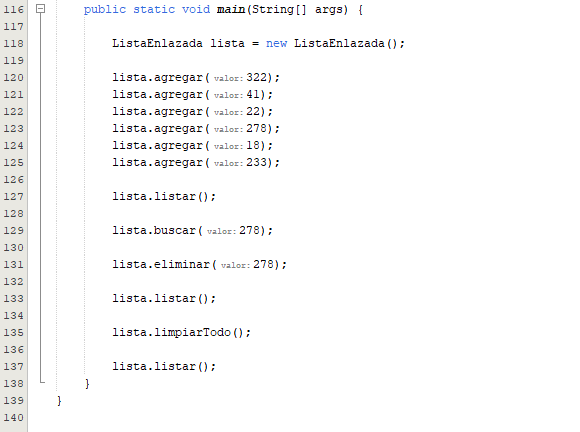 116 public static void main(String[] args) {
117
118 ListaEnlazada lista = new ListaEnlazada();
119
120 lista.agregar( valor: 322);
121 lista.agregar( valor: 41);
122 lista.agregar( valor: 22);
123 lista.agregar( valor: 278);
124 lista.agregar( valor: 18);
125 lista.agregar( valor: 233);
126
127 lista.listar();
128
129 lista.buscar( valor: 278);
130
131 lista.eliminar( valor: 278);
132
133 lista.listar();
134
135 lista.limpiarTodo();
136
137 lista.listar();
138 }
139 }
140